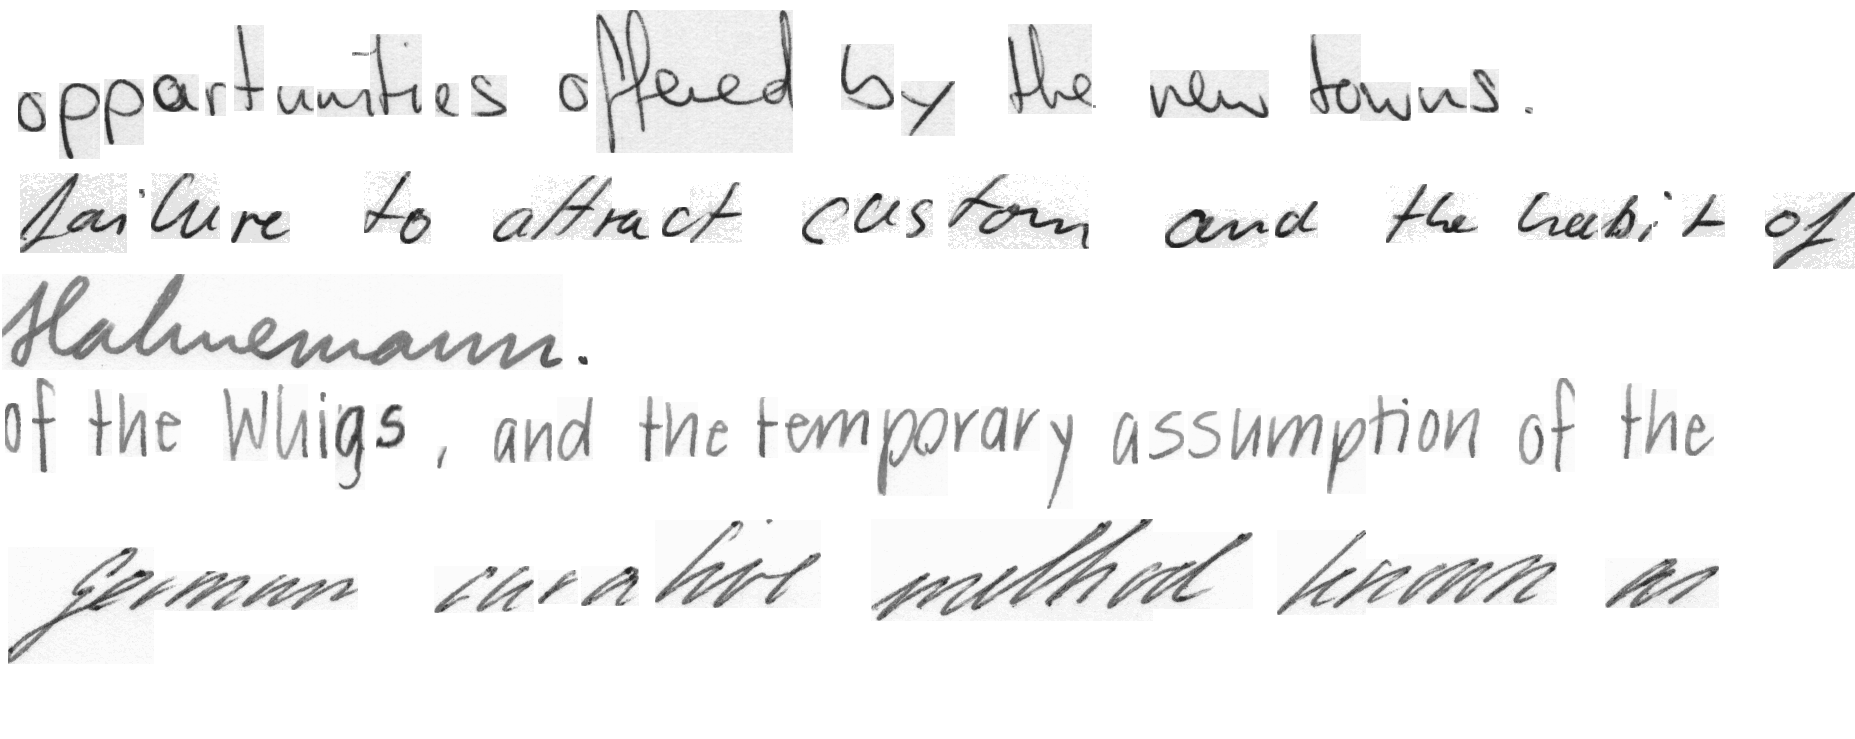 opportunities offered by the new towns.
failure to attract custom and the habit of
Hahnemann.
of the Whigs, and the temporary assumption of the
German curative method known as